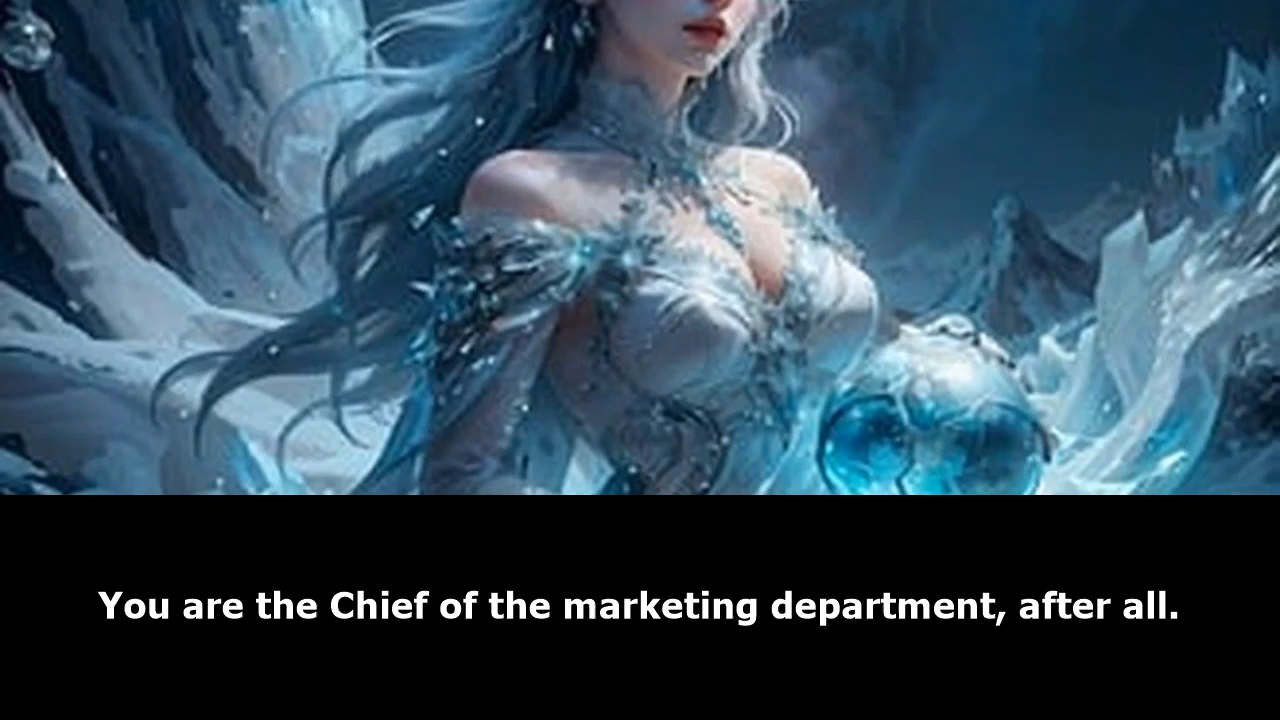 You are the Chief of the marketing department, after all.